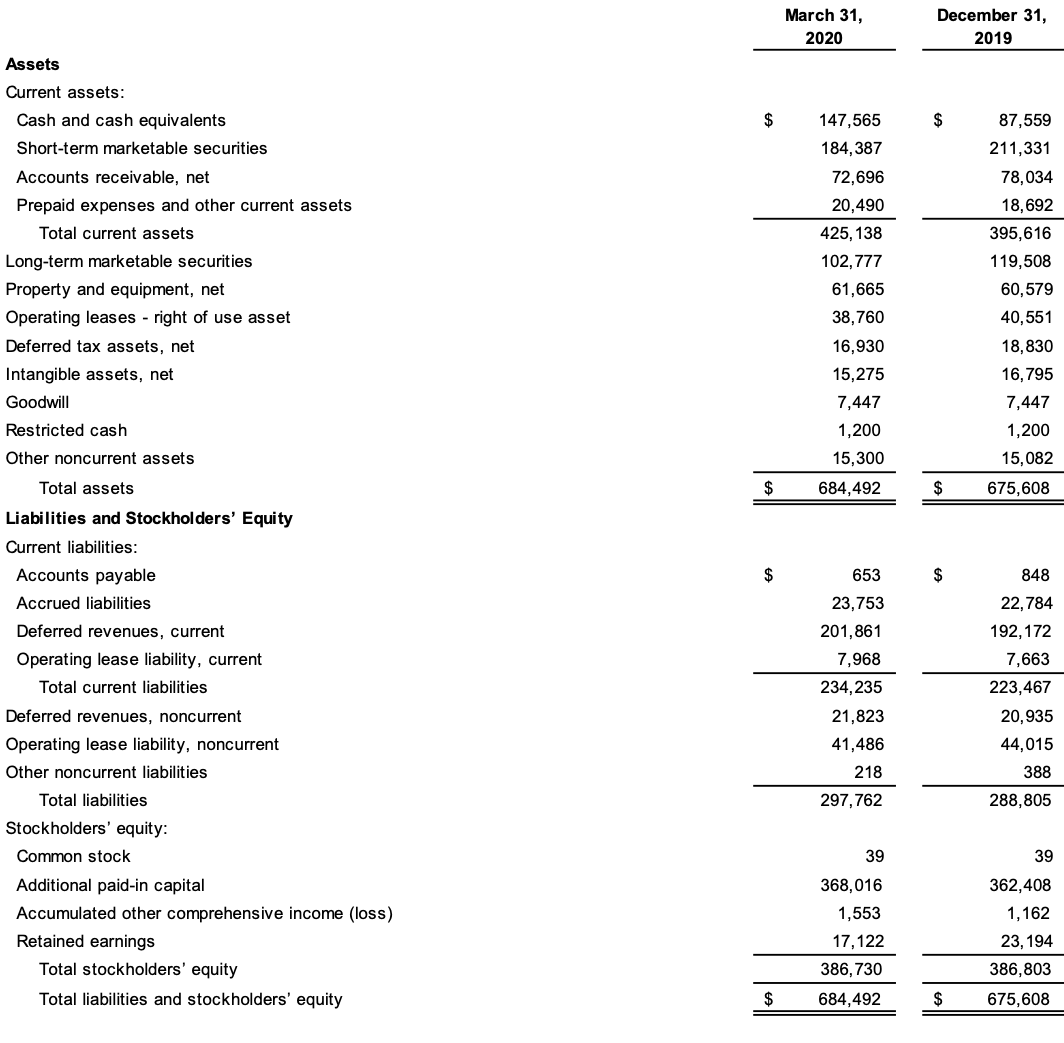 March 31, December 31,
2020 2019
Assets
Current assets:
Cash and cash equivalents $ 147,565 $ 87,559
Short-term marketable securities 184,387 211,331
Accounts receivable, net 72,696 78,034
Prepaid expenses and other current assets 20,490 18,692
Total current assets 425,138 395,616
Long-term marketable securities 102,777 119,508
Property and equipment, net 61,665 60,579
Operating leases - right of use asset 38,760 40,551
Deferred tax assets, net 16,930 18,830
Intangible assets, net 15,275 16,795
Goodwill 7,447 7,447
Restricted cash 1,200 1,200
Other noncurrent assets 15,300 15,082
Total assets $ 684,492 $ 675,608
Liabilities and Stockholders’ Equity
Current liabilities:
Accounts payable $ 653 $ 848
Accrued liabilities 23,753 22,784
Deferred revenues, current 201,861 192,172
Operating lease liability, current 7,968 7,663
Total current liabilities 234,235 223,467
Deferred revenues, noncurrent 21,823 20,935
Operating lease liability, noncurrent 41,486 44,015
Other noncurrent liabilities 218 388
Total liabilities 297,762 288,805
Stockholders’ equity:
Common stock 39 39
Additional paid-in capital 368,016 362,408
Accumulated other comprehensive income (loss) 1,553 1,162
Retained earnings 17,122 23,194
Total stockholders’ equity 386,730 386,803
Total liabilities and stockholders’ equity $ 684,492 $ 675,608